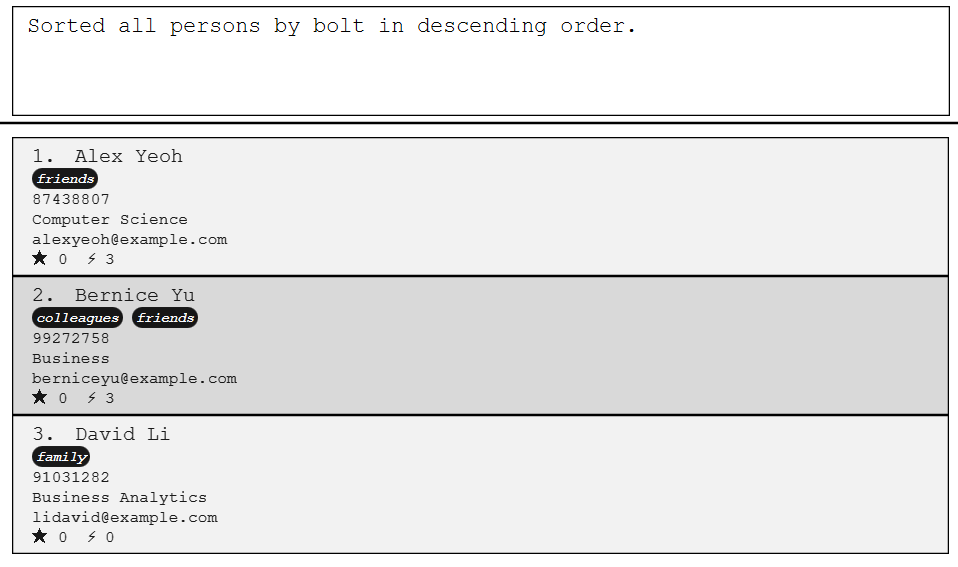 Sorted all persons by bolt in descending order.
1. Alex Yeoh
friends
87438807
Computer Science
alexyeoh@example.com
★ 0 ⚡ 3
2. Bernice Yu
colleagues friends
99272758
Business
berniceyu@example.com
★ 0 ⚡ 3
3. David Li
family
91031282
Business Analytics
lidavid@example.com
★ 0 ⚡ 0